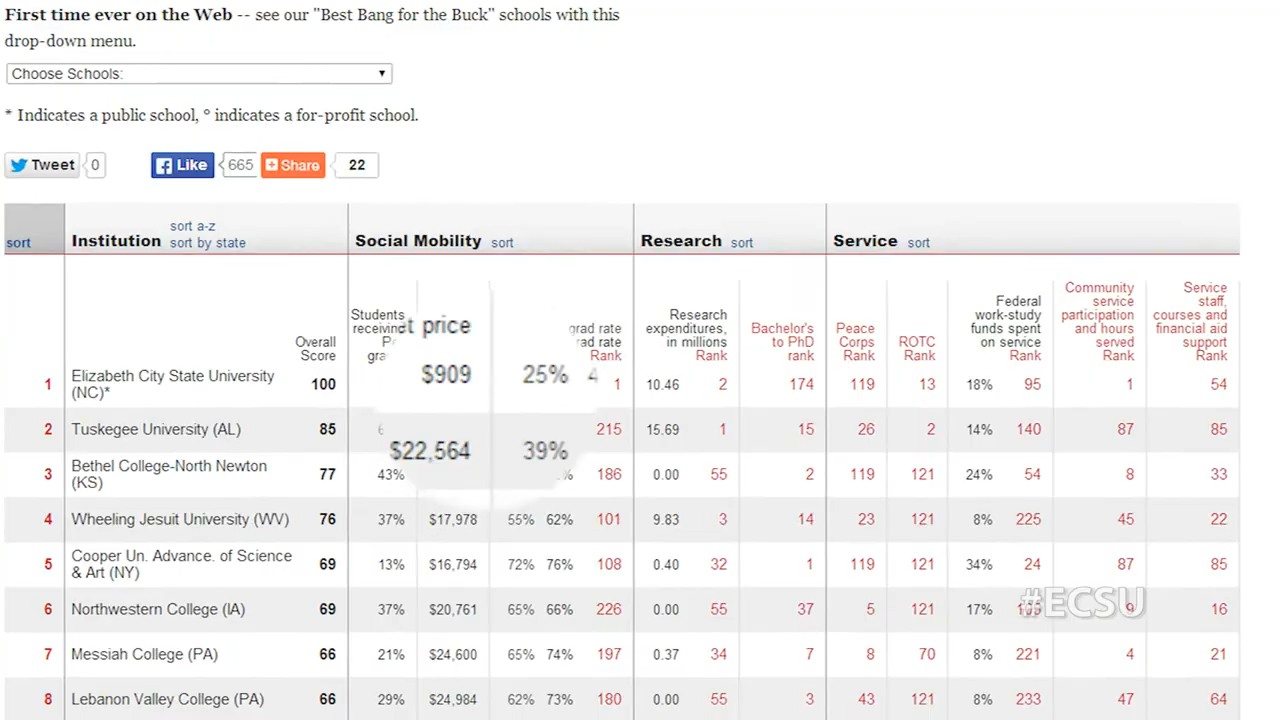 First time ever on the Web -- see our "Best Bang for the Buck" schools with this
drop-down menu.
Choose Schools:
* Indicates a public school, ° indicates a for-profit school.
Tweet 0 Like 665 Share 22
sort Institution sort a-z sort by state Social Mobility sort Research sort Service sort
Overall Score Students receiving price grad rate grad rate Rank Research expenditures, in millions Rank Bachelor's to PhD rank Peace Corps Rank ROTC Rank Federal work-study funds spent on service Rank Community service participation and hours served Rank Service staff, courses and financial aid support Rank
1 Elizabeth City State University (NC)* 100 $909 25% 4 1 10.46 2 174 119 13 18% 95 1 54
2 Tuskegee University (AL) 85 $22,564 39% 215 15.69 1 15 26 2 14% 140 87 85
3 Bethel College-North Newton (KS) 77 43% 186 0.00 55 2 119 121 24% 54 8 33
4 Wheeling Jesuit University (WV) 76 37% $17,978 55% 62% 101 9.83 3 14 23 121 8% 225 45 22
5 Cooper Un. Advance. of Science & Art (NY) 69 13% $16,794 72% 76% 108 0.40 32 1 119 121 34% 24 87 85
6 Northwestern College (IA) 69 37% $20,761 65% 66% 226 0.00 55 37 5 121 17% 9 16
#ECSU
7 Messiah College (PA) 66 21% $24,600 65% 74% 197 0.37 34 7 8 70 8% 221 4 21
8 Lebanon Valley College (PA) 66 29% $24,984 62% 73% 180 0.00 55 3 43 121 8% 233 47 64